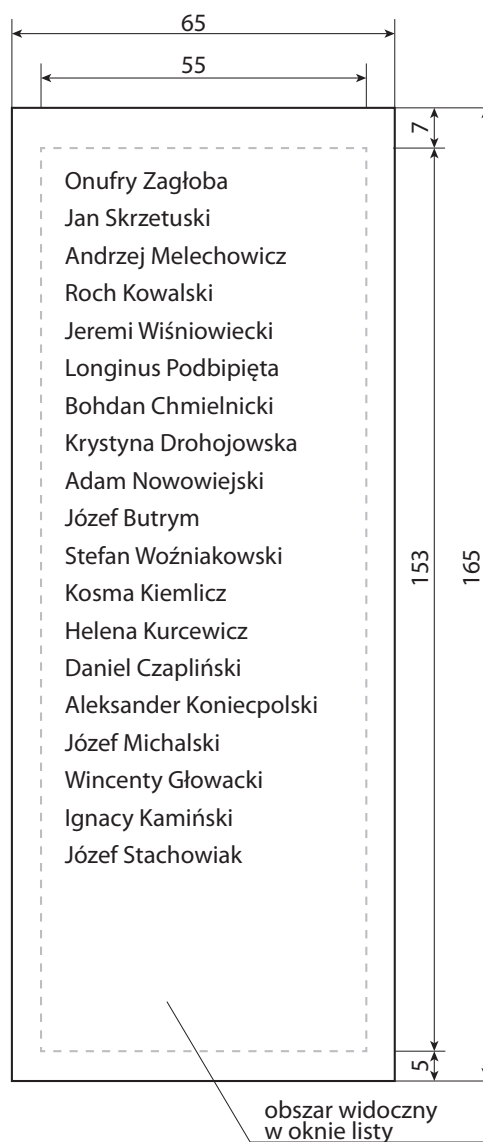 65
55
7
Onufry Zagłoba
Jan Skrzetuski
Andrzej Melechowicz
Roch Kowalski
Jeremi Wiśniowiecki
Longinus Podbipięta
Bohdan Chmielnicki
Krystyna Drohojowska
Adam Nowowiejski
Józef Butrym
Stefan Woźniakowski
Kosma Kiemlicz
Helena Kurcewicz
Daniel Czapliński
Aleksander Koniecpolski
Józef Michalski
Wincenty Głowacki
Ignacy Kamiński
Józef Stachowiak
153
165
5
obszar widoczny
w oknie listy